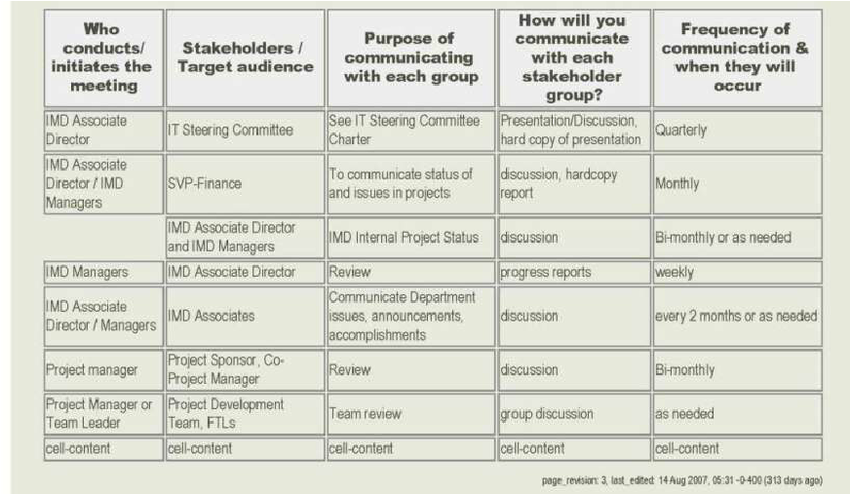 Who
conducts/
initiates the
meeting
Stakeholders /
Target audience
Purpose of
communicating
with each group
How will you
communicate
with each
stakeholder
group?
Frequency of
communication &
when they will
occur
IMD Associate
Director
IT Steering Committee
See IT Steering Committee
Charter
Presentation/Discussion,
hard copy of presentation
Quarterly
IMD Associate
Director / IMD
Managers
SVP-Finance
To communicate status of
and issues in projects
discussion, hardcopy
report
Monthly
IMD Associate Director
and IMD Managers
IMD Internal Project Status
discussion
Bi-monthly or as needed
IMD Managers
IMD Associate Director
Review
progress reports
weekly
IMD Associate
Director / Managers
IMD Associates
Communicate Department
issues, announcements,
accomplishments
discussion
every 2 months or as needed
Project manager
Project Sponsor, Co-
Project Manager
Review
discussion
Bi-monthly
Project Manager or
Team Leader
Project Development
Team, FTLs
Team review
group discussion
as needed
cell-content
cell-content
cell-content
cell-content
cell-content
page_revision: 3, last_edited: 14 Aug 2007, 05:31 -0-400 (313 days ago)